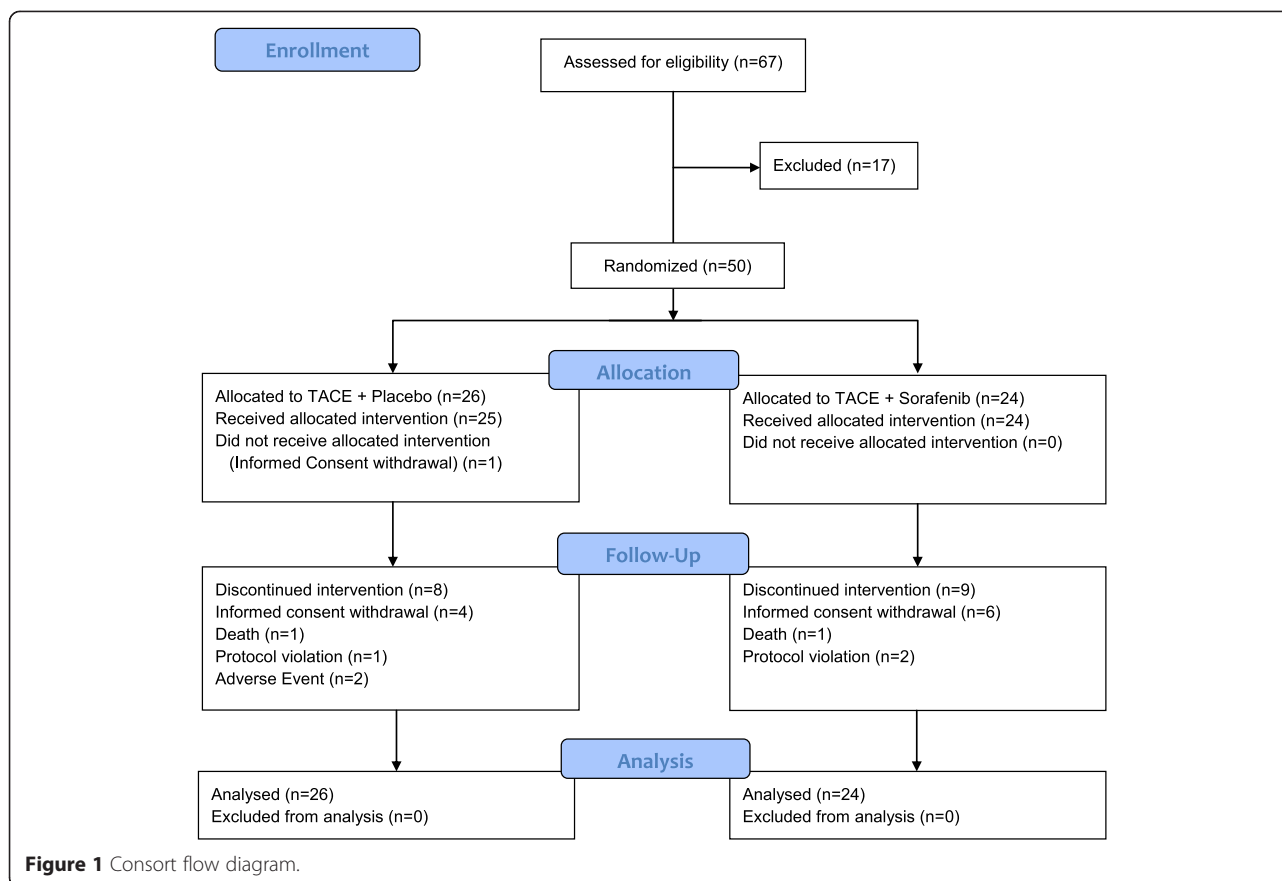 Enrollment
Assessed for eligibility (n=67)
Excluded (n=17)
Randomized (n=50)
Allocation
Allocated to TACE + Placebo (n=26)
Received allocated intervention (n=25)
Did not receive allocated intervention
(Informed Consent withdrawal) (n=1)
Allocated to TACE + Sorafenib (n=24)
Received allocated intervention (n=24)
Did not receive allocated intervention (n=0)
Follow-Up
Discontinued intervention (n=8)
Informed consent withdrawal (n=4)
Death (n=1)
Protocol violation (n=1)
Adverse Event (n=2)
Discontinued intervention (n=9)
Informed consent withdrawal (n=6)
Death (n=1)
Protocol violation (n=2)
Analysis
Analysed (n=26)
Excluded from analysis (n=0)
Analysed (n=24)
Excluded from analysis (n=0)
Figure 1 Consort flow diagram.